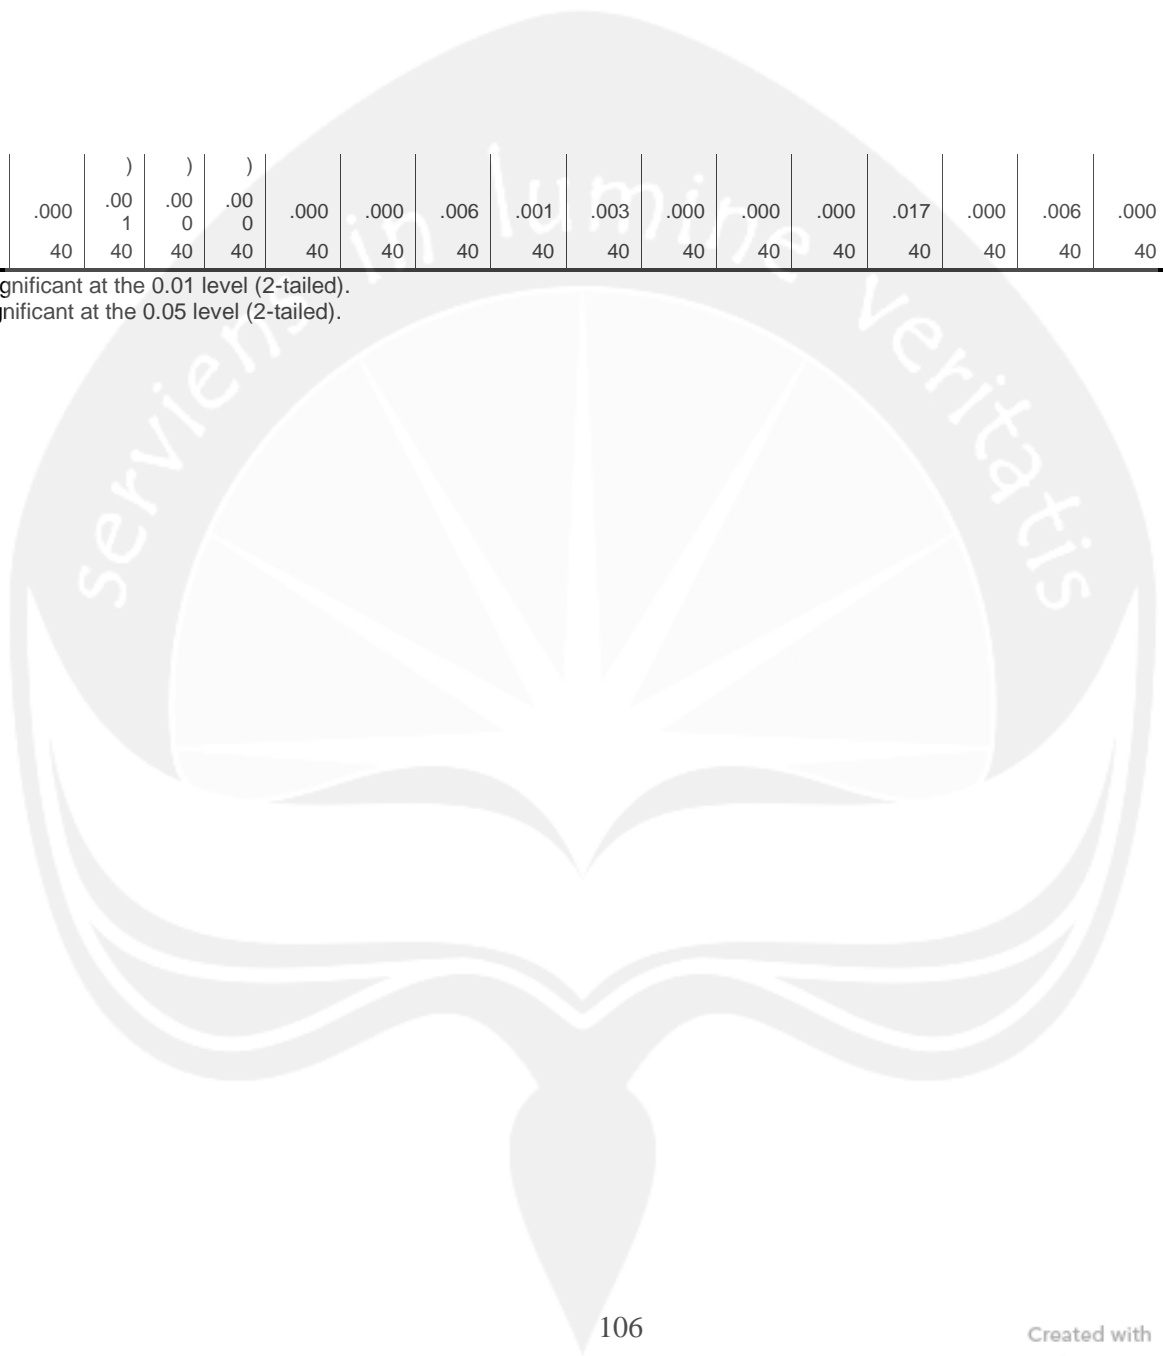 ) ) )
.000 .00 .00 .00 .000 .000 .006 .001 .003 .000 .000 .000 .017 .000 .006 .000
1 0 0
40 40 40 40 40 40 40 40 40 40 40 40 40 40 40 40
gnificant at the 0.01 level (2-tailed).
nificant at the 0.05 level (2-tailed).
serviens in lumine veritatis
106
Created with